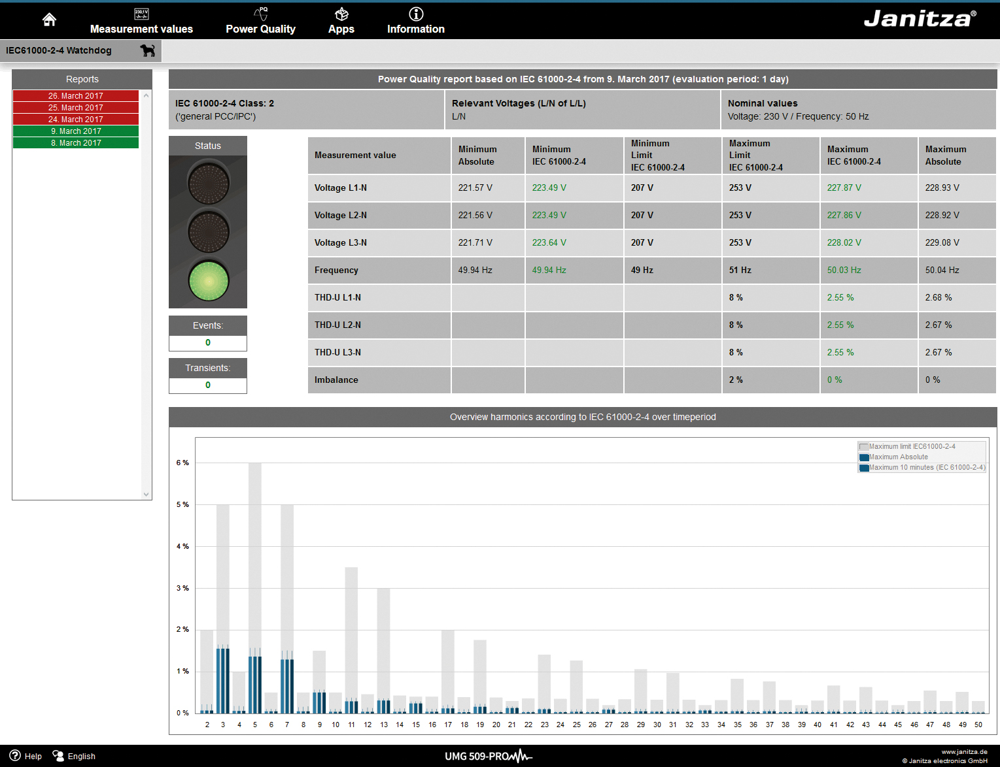 230,1 V
PQ
Measurement values
Power Quality
Apps
Information
Janitza®
IEC61000-2-4 Watchdog
Reports
26. March 2017
25. March 2017
24. March 2017
9. March 2017
8. March 2017
Power Quality report based on IEC 61000-2-4 from 9. March 2017 (evaluation period: 1 day)
IEC 61000-2-4 Class: 2
('general PCC/IPC')
Relevant Voltages (L/N of L/L)
L/N
Nominal values
Voltage: 230 V / Frequency: 50 Hz
Status
Events:
0
Transients:
0
Measurement value
Minimum
Absolute
Minimum
IEC 61000-2-4
Minimum
Limit
IEC 61000-2-4
Maximum
Limit
IEC 61000-2-4
Maximum
IEC 61000-2-4
Maximum
Absolute
Voltage L1-N 221.57 V 223.49 V 207 V 253 V 227.87 V 228.93 V
Voltage L2-N 221.56 V 223.49 V 207 V 253 V 227.86 V 228.92 V
Voltage L3-N 221.71 V 223.64 V 207 V 253 V 228.02 V 229.08 V
Frequency 49.94 Hz 49.94 Hz 49 Hz 51 Hz 50.03 Hz 50.04 Hz
THD-U L1-N 8 % 2.55 % 2.68 %
THD-U L2-N 8 % 2.55 % 2.67 %
THD-U L3-N 8 % 2.55 % 2.67 %
Imbalance 2 % 0 % 0 %
Overview harmonics according to IEC 61000-2-4 over timeperiod
Maximum limit IEC61000-2-4
Maximum Absolute
Maximum 10 minutes (IEC 61000-2-4)
6 %
5 %
4 %
3 %
2 %
1 %
0 %
2 3 4 5 6 7 8 9 10 11 12 13 14 15 16 17 18 19 20 21 22 23 24 25 26 27 28 29 30 31 32 33 34 35 36 37 38 39 40 41 42 43 44 45 46 47 48 49 50
Help
English
UMG 509-PRO
www.janitza.de
© Janitza electronics GmbH